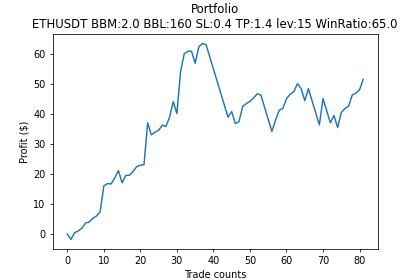 Portfolio
ETHUSDT BBM:2.0 BBL:160 SL:0.4 TP:1.4 lev:15 WinRatio:65.0
60
50
40
30
20
10
0
Profit ($)
0 10 20 30 40 50 60 70 80
Trade counts